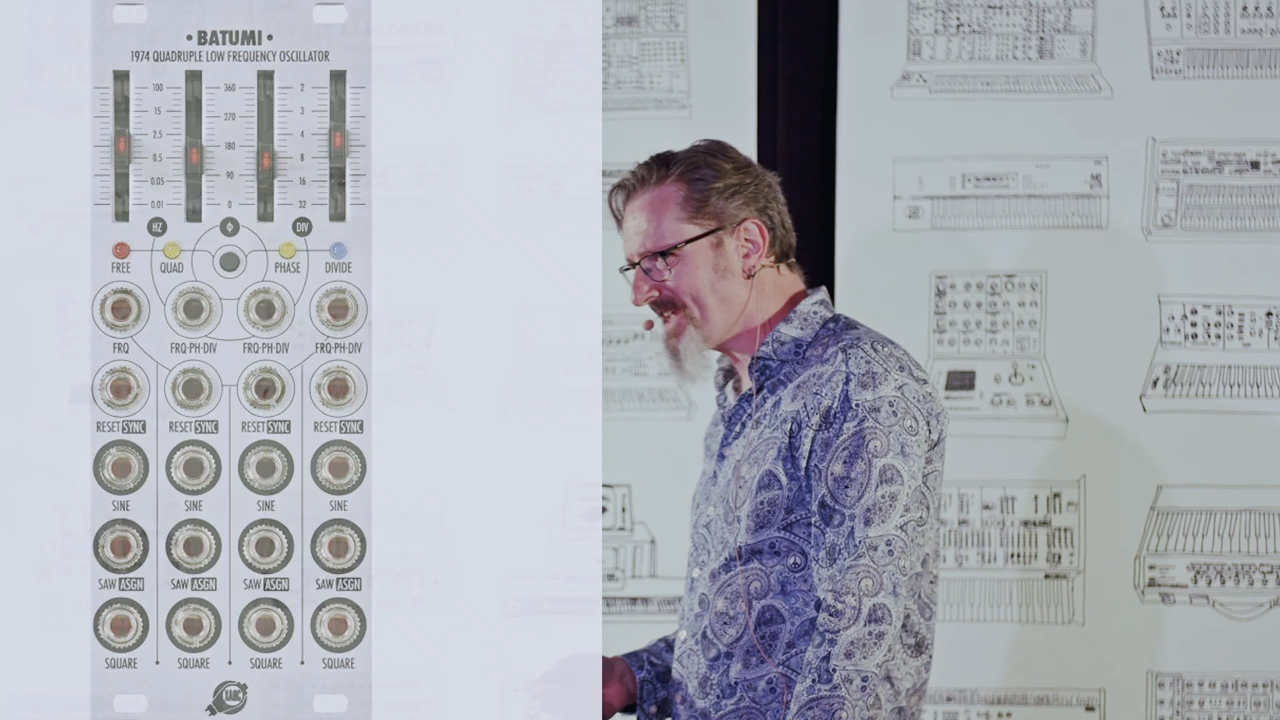 • BATUMI •
1974 QUADRUPLE LOW FREQUENCY OSCILLATOR
100 360 2
15 270 3
2.5 180 4
0.5 8
90
0.05 16
0.01 0 32
HZ Φ DIV
FREE QUAD PHASE DIVIDE
FRQ FRQ•PH•DIV FRQ•PH•DIV FRQ•PH•DIV
RESET SYNC RESET SYNC RESET SYNC RESET SYNC
SINE SINE SINE SINE
SAW ASGN SAW ASGN SAW ASGN SAW ASGN
SQUARE SQUARE SQUARE SQUARE
XAOC